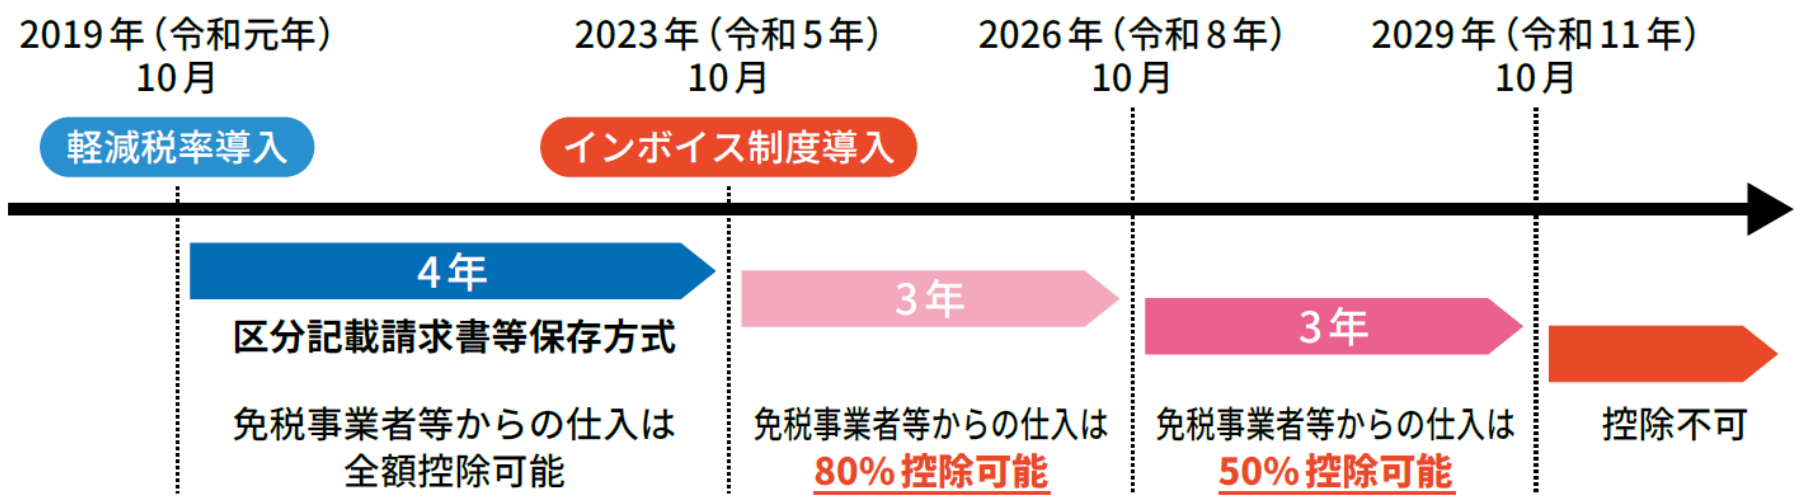 2019年（令和元年）
10月
2023年（令和5年）
10月
2026年（令和8年）
10月
2029年（令和11年）
10月
軽減税率導入
インボイス制度導入
4年
3年
3年
区分記載請求書等保存方式
免税事業者等からの仕入は
全額控除可能
免税事業者等からの仕入は
80%控除可能
免税事業者等からの仕入は
50%控除可能
控除不可